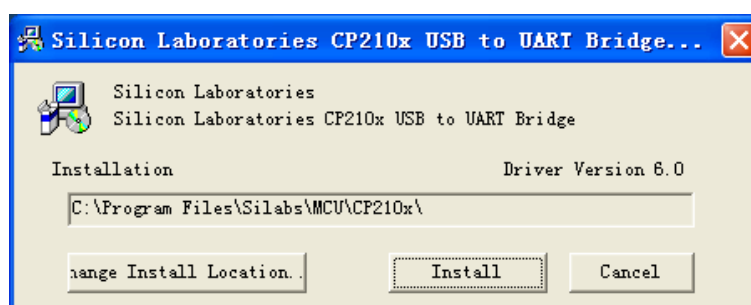 Silicon Laboratories CP210x USB to UART Bridge...
Silicon Laboratories
Silicon Laboratories CP210x USB to UART Bridge
Installation Driver Version 6.0
C:\Program Files\Silabs\MCU\CP210x\
hange Install Location.. Install Cancel